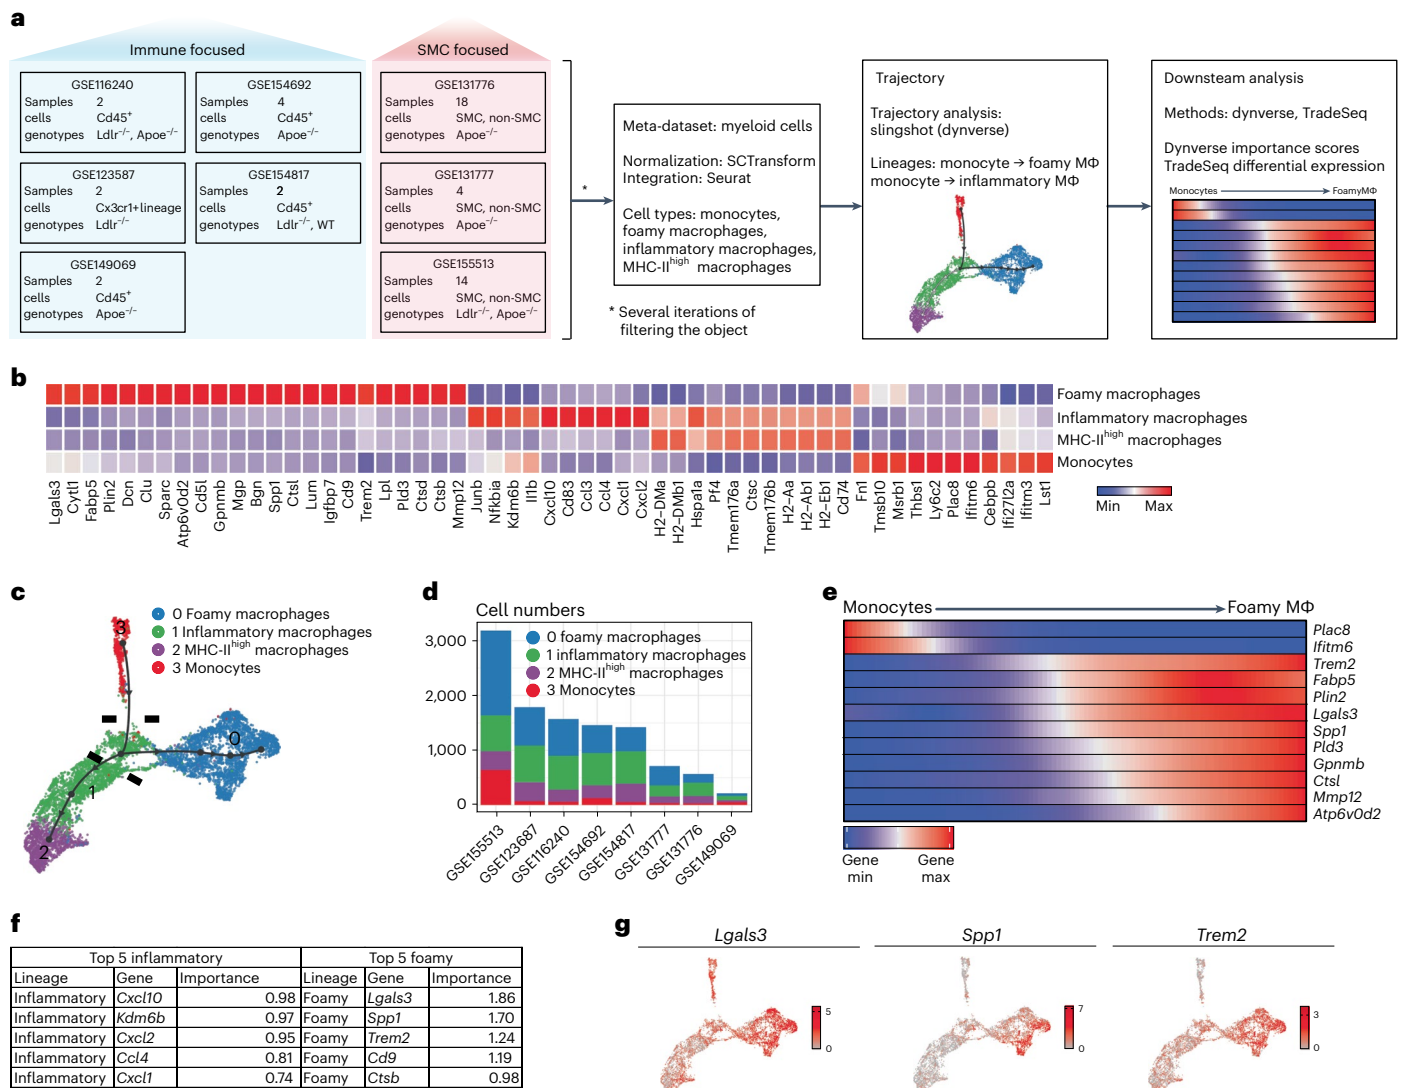 a
Immune focused
SMC focused
GSE116240
Samples 2
cells Cd45+
genotypes Ldlr−/−, Apoe−/−
GSE154692
Samples 4
cells Cd45+
genotypes Apoe−/−
GSE123587
Samples 2
cells Cx3cr1+lineage
genotypes Ldlr−/−
GSE154817
Samples 2
cells Cd45+
genotypes Ldlr−/−, WT
GSE149069
Samples 2
cells Cd45+
genotypes Apoe−/−
GSE131776
Samples 18
cells SMC, non-SMC
genotypes Apoe−/−
GSE131777
Samples 4
cells SMC, non-SMC
genotypes Apoe−/−
GSE155513
Samples 14
cells SMC, non-SMC
genotypes Ldlr−/−, Apoe−/−
*
Meta-dataset: myeloid cells
Normalization: SCTransform
Integration: Seurat
Cell types: monocytes,
foamy macrophages,
inflammatory macrophages,
MHC-IIhigh macrophages
* Several iterations of
filtering the object
Trajectory
Trajectory analysis:
slingshot (dynverse)
Lineages: monocyte → foamy MΦ
monocyte → inflammatory MΦ
Downsteam analysis
Methods: dynverse, TradeSeq
Dynverse importance scores
TradeSeq differential expression
Monocytes FoamyMΦ
b
Foamy macrophages
Inflammatory macrophages
MHC-IIhigh macrophages
Monocytes
Lgals3
Cytl1
Fabp5
Plin2
Dcn
Clu
Sparc
Atp6v0d2
Cd5l
Gpnmb
Mgp
Bgn
Spp1
Ctsl
Lum
Igfbp7
Cd9
Trem2
Lpl
Pld3
Ctsd
Ctsb
Mmp12
Junb
Nfkbia
Kdm6b
Il1b
Cxcl10
Cd83
Ccl3
Ccl4
Cxcl1
Cxcl2
H2-DMa
H2-DMb1
Hspa1a
Pf4
Tmem176a
Ctsc
Tmem176b
H2-Aa
H2-Ab1
H2-Eb1
Cd74
Fn1
Tmsb10
Msrb1
Thbs1
Ly6c2
Plac8
Ifitm6
Cebpb
Ifi27l2a
Ifitm3
Lst1
Min Max
c
0 Foamy macrophages
1 Inflammatory macrophages
2 MHC-IIhigh macrophages
3 Monocytes
3
0
1
2
d
Cell numbers
0 foamy macrophages
1 inflammatory macrophages
2 MHC-IIhigh macrophages
3 Monocytes
3,000
2,000
1,000
0
GSE155513
GSE123687
GSE116240
GSE154692
GSE154817
GSE131777
GSE131776
GSE149069
e
Monocytes Foamy MΦ
Plac8
Ifitm6
Trem2
Fabp5
Plin2
Lgals3
Spp1
Pld3
Gpnmb
Ctsl
Mmp12
Atp6v0d2
Gene min
Gene max
f
Top 5 inflammatory Top 5 foamy
Lineage Gene Importance Lineage Gene Importance
Inflammatory Cxcl10 0.98 Foamy Lgals3 1.86
Inflammatory Kdm6b 0.97 Foamy Spp1 1.70
Inflammatory Cxcl2 0.95 Foamy Trem2 1.24
Inflammatory Ccl4 0.81 Foamy Cd9 1.19
Inflammatory Cxcl1 0.74 Foamy Ctsb 0.98
g
Lgals3
5
0
Spp1
7
0
Trem2
3
0